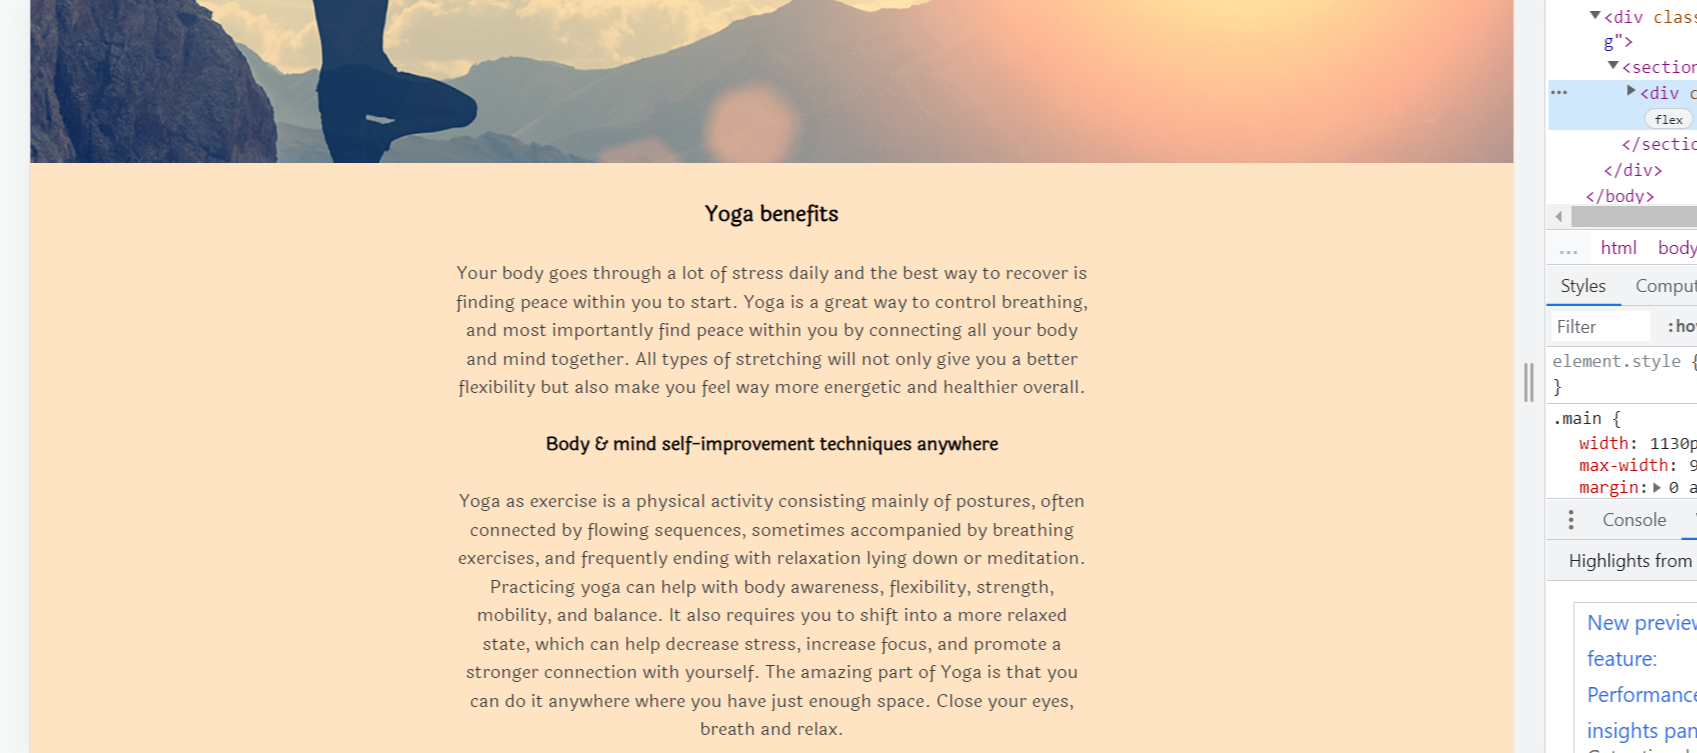 Yoga benefits
Your body goes through a lot of stress daily and the best way to recover is
finding peace within you to start. Yoga is a great way to control breathing,
and most importantly find peace within you by connecting all your body
and mind together. All types of stretching will not only give you a better
flexibility but also make you feel way more energetic and healthier overall.
Body & mind self-improvement techniques anywhere
Yoga as exercise is a physical activity consisting mainly of postures, often
connected by flowing sequences, sometimes accompanied by breathing
exercises, and frequently ending with relaxation lying down or meditation.
Practicing yoga can help with body awareness, flexibility, strength,
mobility, and balance. It also requires you to shift into a more relaxed
state, which can help decrease stress, increase focus, and promote a
stronger connection with yourself. The amazing part of Yoga is that you
can do it anywhere where you have just enough space. Close your eyes,
breath and relax.
<div clas
g">
<section
… <div c
flex
</sectio
</div>
</body>
… html body
Styles Comput
Filter :ho
element.style {
}
.main {
width: 1130p
max-width: 9
margin: 0 a
Console
Highlights from
New preview
feature:
Performance
insights pan